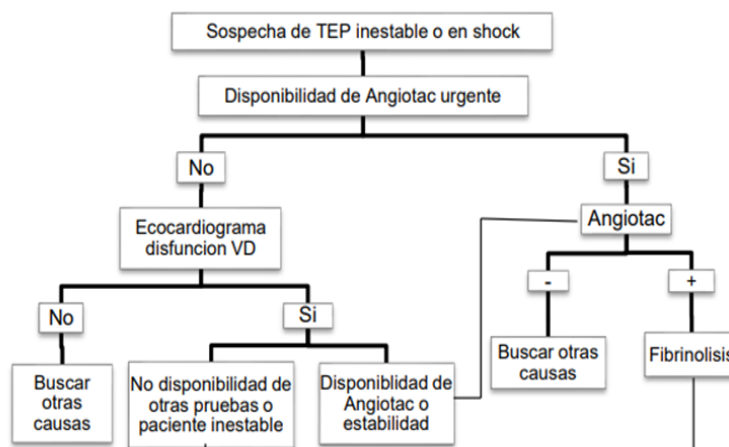 Sospecha de TEP inestable o en shock
Disponibilidad de Angiotac urgente
No
Si
Ecocardiograma
disfuncion VD
Angiotac
No
Si
-
+
Buscar
otras
causas
No disponibilidad de
otras pruebas o
paciente inestable
Disponiblidad de
Angiotac o
estabilidad
Buscar otras
causas
Fibrinolisis